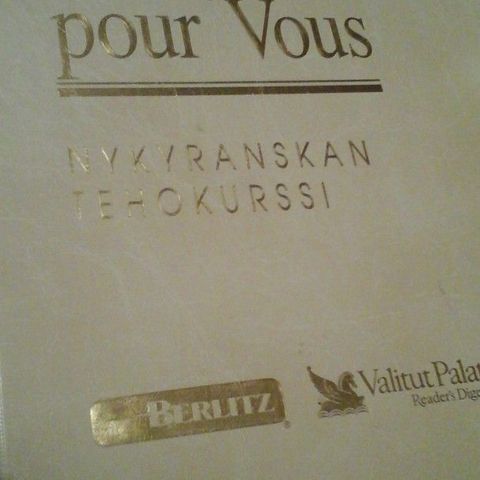 pour Vous
NYKYRANSKAN
TEHOKURSSI
BERLITZ
®
Valitut Pala
Reader's Dige